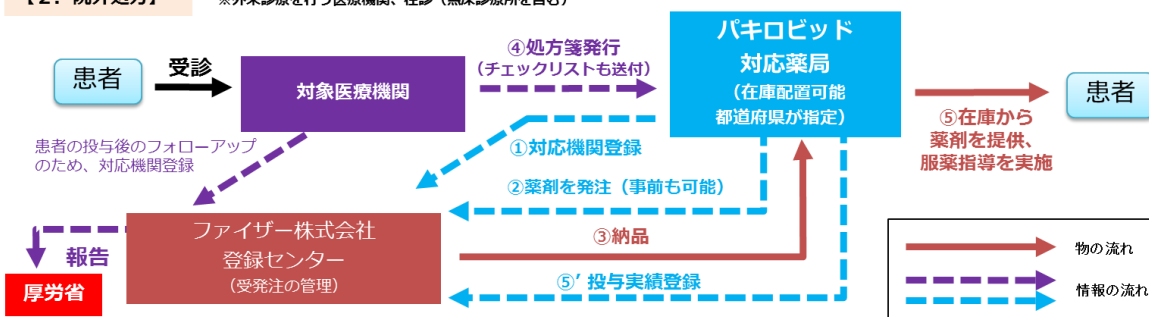 【２．院外処方】
※外来診療を行う医療機関、往診（無床診療所を含む）
患者
受診
対象医療機関
④処方箋発行
（チェックリストも送付）
パキロビッド
対応薬局
（在庫配置可能
都道府県が指定）
⑤在庫から
薬剤を提供、
服薬指導を実施
患者
患者の投与後のフォローアップ
のため、対応機関登録
①対応機関登録
②薬剤を発注（事前も可能）
ファイザー株式会社
登録センター
（受発注の管理）
③納品
⑤’投与実績登録
報告
厚労省
物の流れ
情報の流れ